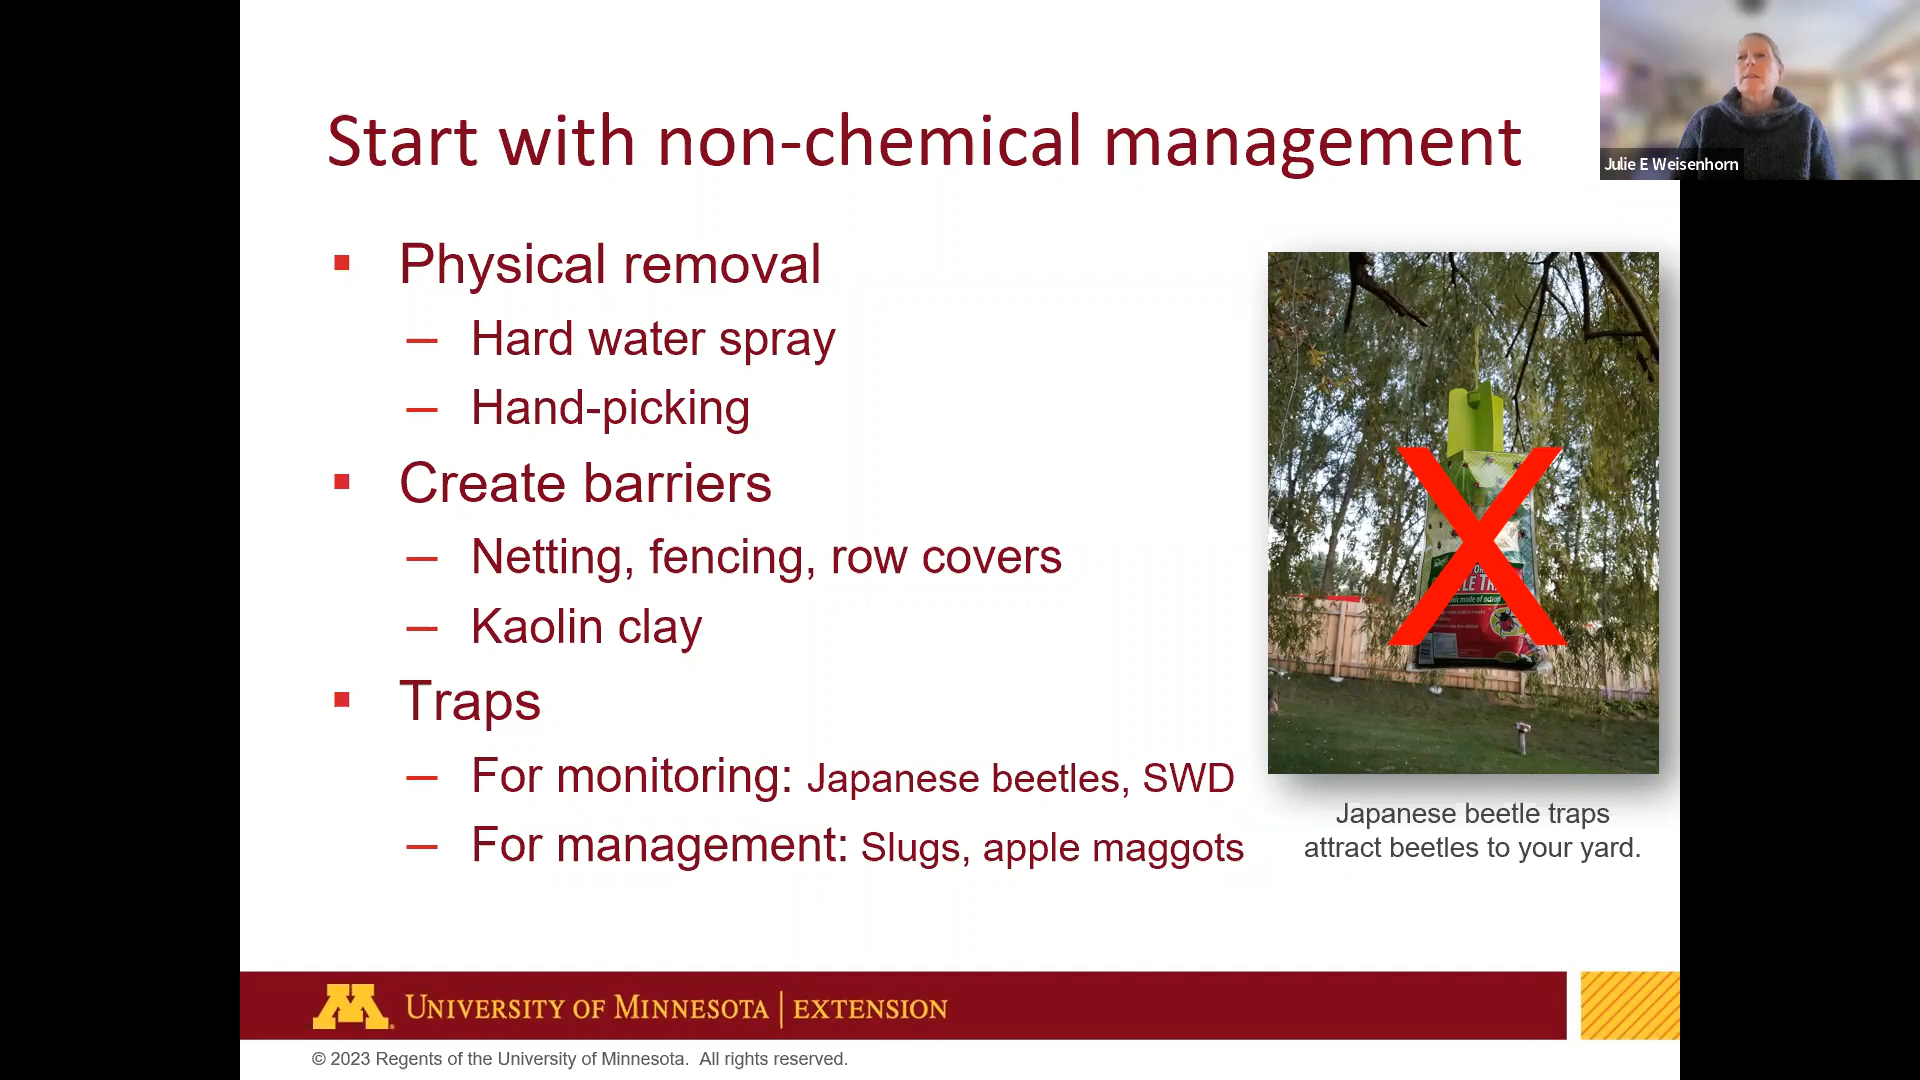 Start with non-chemical management
Julie E Weisenhorn
▪ Physical removal
– Hard water spray
– Hand-picking
▪ Create barriers
– Netting, fencing, row covers
– Kaolin clay
▪ Traps
– For monitoring: Japanese beetles, SWD
– For management: Slugs, apple maggots
Japanese beetle traps
attract beetles to your yard.
M
UNIVERSITY OF MINNESOTA | EXTENSION
© 2023 Regents of the University of Minnesota. All rights reserved.